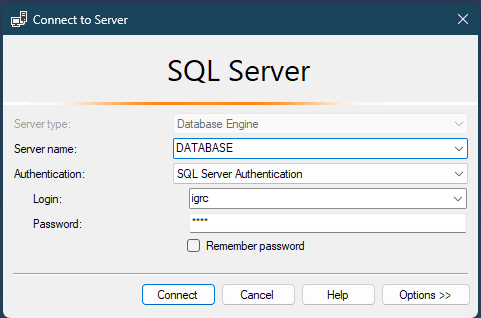 Connect to Server
SQL Server
Server type: Database Engine
Server name: DATABASE
Authentication: SQL Server Authentication
Login: igrc
Password: ****
Remember password
Connect Cancel Help Options >>